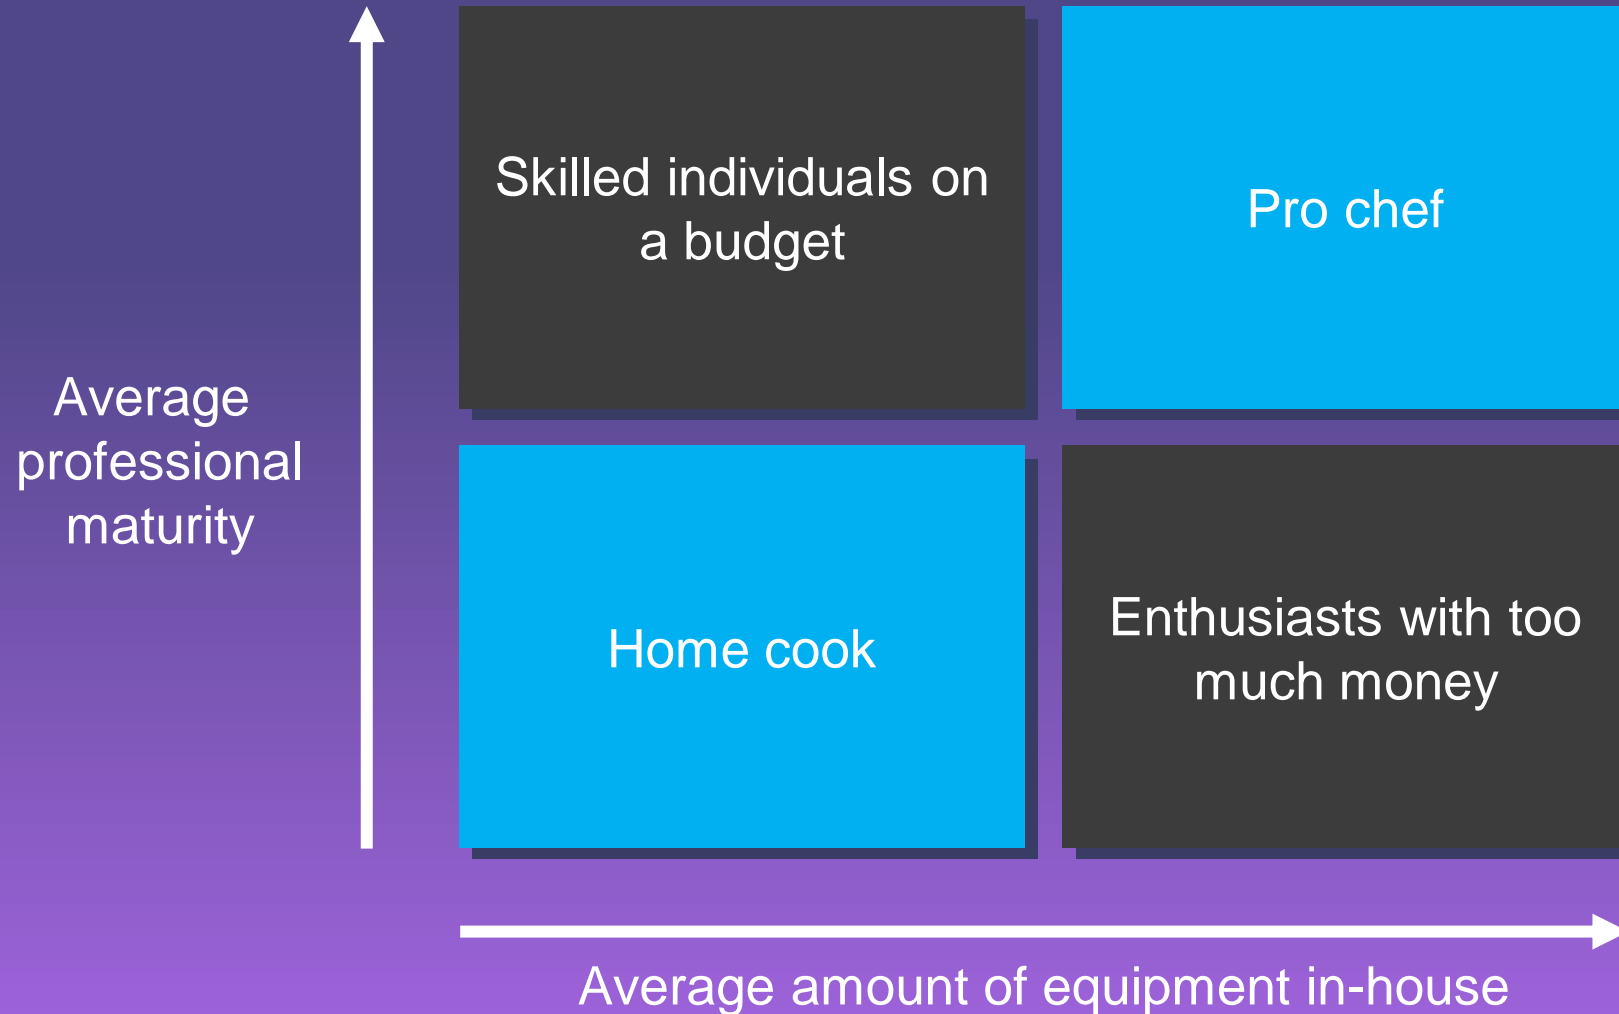 Skilled individuals on
a budget
Pro chef
Average
professional
maturity
Home cook
Enthusiasts with too
much money
Average amount of equipment in-house